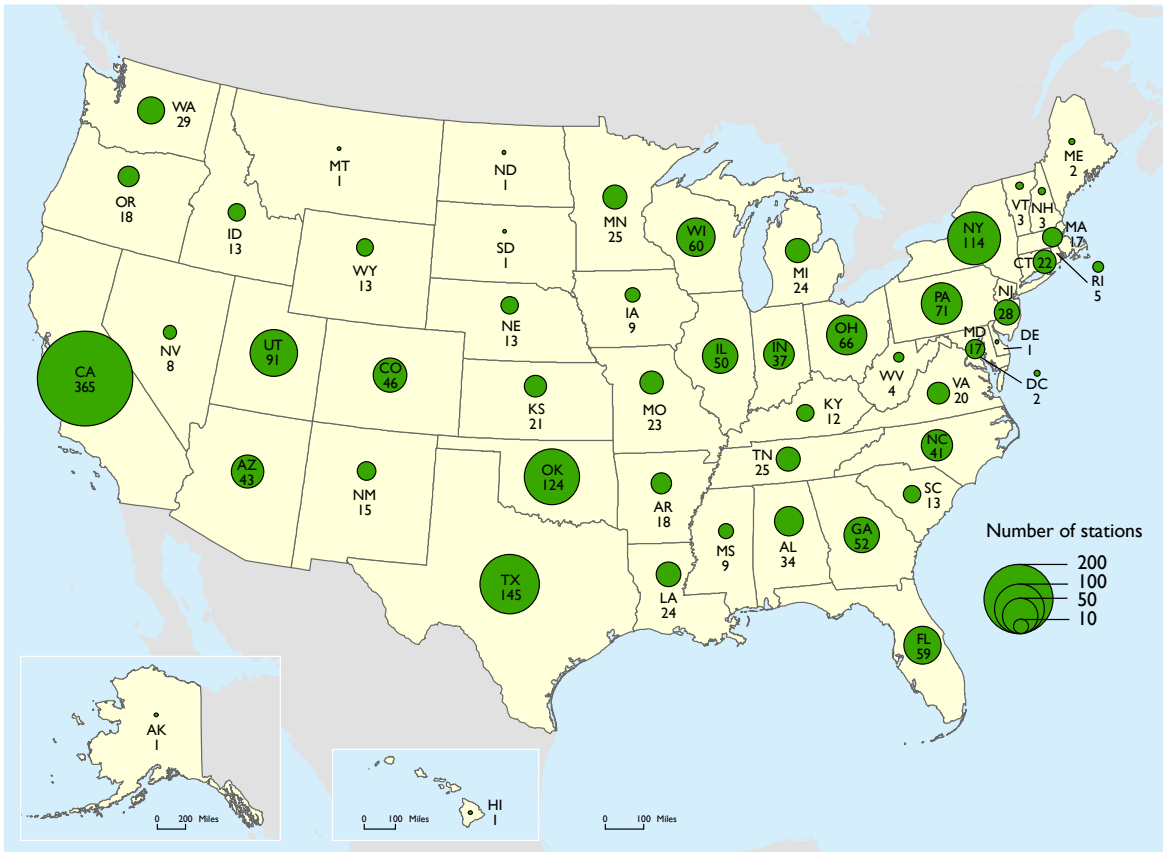 WA
29
MT
1
ND
1
ME
2
OR
18
ID
13
MN
25
VT
3
NH
3
WI
60
NY
114
MA
17
SD
1
WY
13
MI
24
CT 22
RI
5
NE
13
IA
9
PA
71
NJ
28
NV
8
UT
91
OH
66
MD
17
DE
1
CA
365
CO
46
IL
50
IN
37
WV
4
DC
2
KS
21
MO
23
KY
12
VA
20
AZ
43
NM
15
OK
124
TN
25
NC
41
AR
18
SC
13
MS
9
AL
34
GA
52
TX
145
LA
24
Number of stations
200
100
50
10
FL
59
AK
1
0 200 Miles
HI
1
0 100 Miles
0 100 Miles